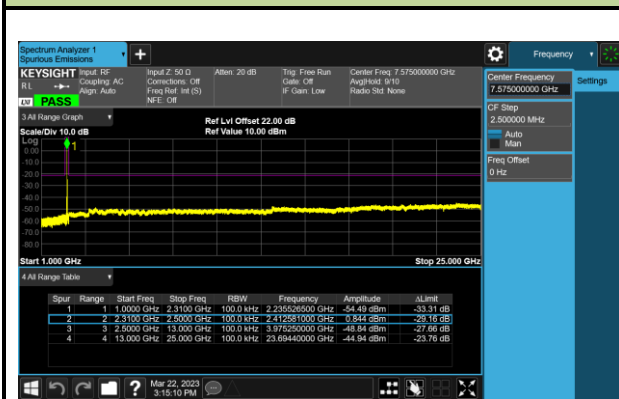 Spectrum Analyzer 1
Spurious Emissions
Frequency
KEYSIGHT Input: RF Input Z: 50 Ω Atten: 20 dB Trig: Free Run Center Freq: 7.575000000 GHz
R L Coupling: AC Corrections: Off Gate: Off Avg|Hold: 9/10
Align: Auto Freq Ref: Int (S) IF Gain: Low Radio Std: None
PASS NFE: Off
Center Frequency
7.575000000 GHz
Settings
CF Step
2.500000 MHz
Auto
Man
Freq Offset
0 Hz
3 All Range Graph
Ref Lvl Offset 22.00 dB
Scale/Div 10.0 dB Ref Value 10.00 dBm
Log
1
0.00
-10.0
-20.0
-30.0
-40.0
-50.0
-60.0
-70.0
-80.0
Start 1.000 GHz Stop 25.000 GHz
4 All Range Table
Spur Range Start Freq Stop Freq RBW Frequency Amplitude ΔLimit
1 1 1.0000 GHz 2.3100 GHz 100.0 kHz 2.235526500 GHz -54.49 dBm -33.31 dB
2 2 2.3100 GHz 2.5000 GHz 100.0 kHz 2.412581000 GHz 0.844 dBm -29.16 dB
3 3 2.5000 GHz 13.000 GHz 100.0 kHz 3.975250000 GHz -48.84 dBm -27.66 dB
4 4 13.000 GHz 25.000 GHz 100.0 kHz 23.69440000 GHz -44.94 dBm -23.76 dB
Mar 22, 2023
3:15:10 PM